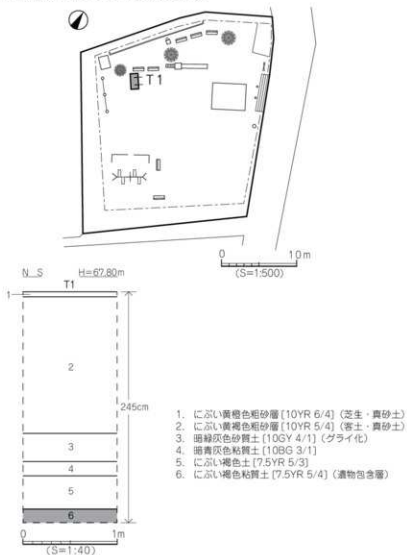 T1
0 10m
(S=1:500)
N S H=67.80m
T1
1
2
245cm
3
4
5
6
0 1m
(S=1:40)
1. にぶい黄橙色粗砂層 [10YR 6/4] (芝生・真砂土)
2. にぶい黄褐色粗砂層 [10YR 5/4] (客土・真砂土)
3. 暗緑灰色砂質土 [10GY 4/1] (グライ化)
4. 暗青灰色粘質土 [10BG 3/1]
5. にぶい褐色土 [7.5YR 5/3]
6. にぶい褐色粘質土 [7.5YR 5/4] (遺物包含層)